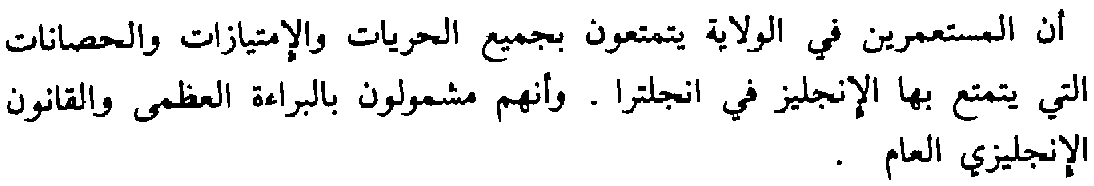 أن المستعمرين في الولاية يتمتعون بجميع الحريات والإمتيازات والحصانات
التي يتمتع بها الإنجليز في انجلترا . وأنهم مشمولون بالبراءة العظمى والقانون
الإنجليزي العام .